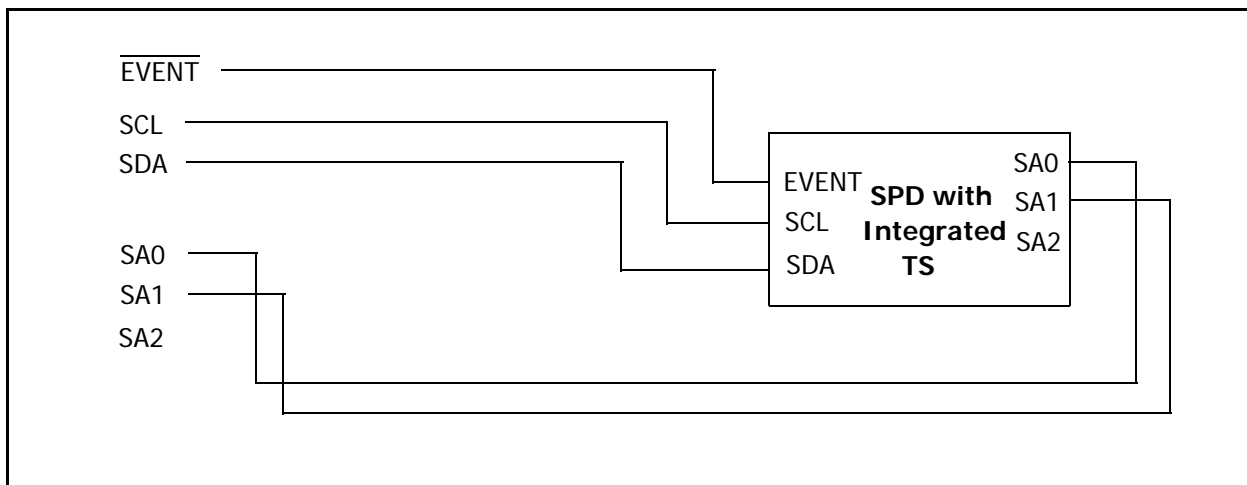 EVENT
SCL
SDA
SA0
SA1
SA2
EVENT
SCL
SDA
SPD with
Integrated
TS
SA0
SA1
SA2